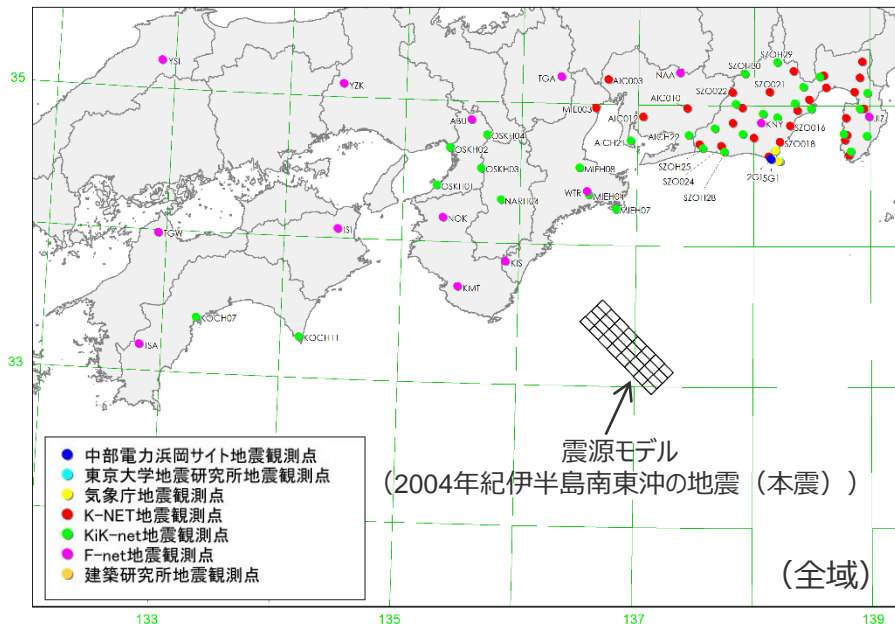 SZOH29
YSI
35
TGA
AIC003
NAA
SZOH30
YZK
SZO022
SZO021
MIE003
AIC010
ABU
AIC012
KNY
JIZ
OSKH04
AICH22
SZO016
OSKH02
AICH21
SZO018
OSKH03
MIEH08
SZOH25
2G1
5G1
OSKH01
WTR
MIEH04
SZO024
NARH04
SZOH28
MIEH07
NOK
TGW
ISI
KIS
KMT
KOCH07
KOCH11
ISA
33
震源モデル
(2004年紀伊半島南東沖の地震(本震))
中部電力浜岡サイト地震観測点
東京大学地震研究所地震観測点
気象庁地震観測点
K-NET地震観測点
KiK-net地震観測点
F-net地震観測点
建築研究所地震観測点
(全域)
133
135
137
139